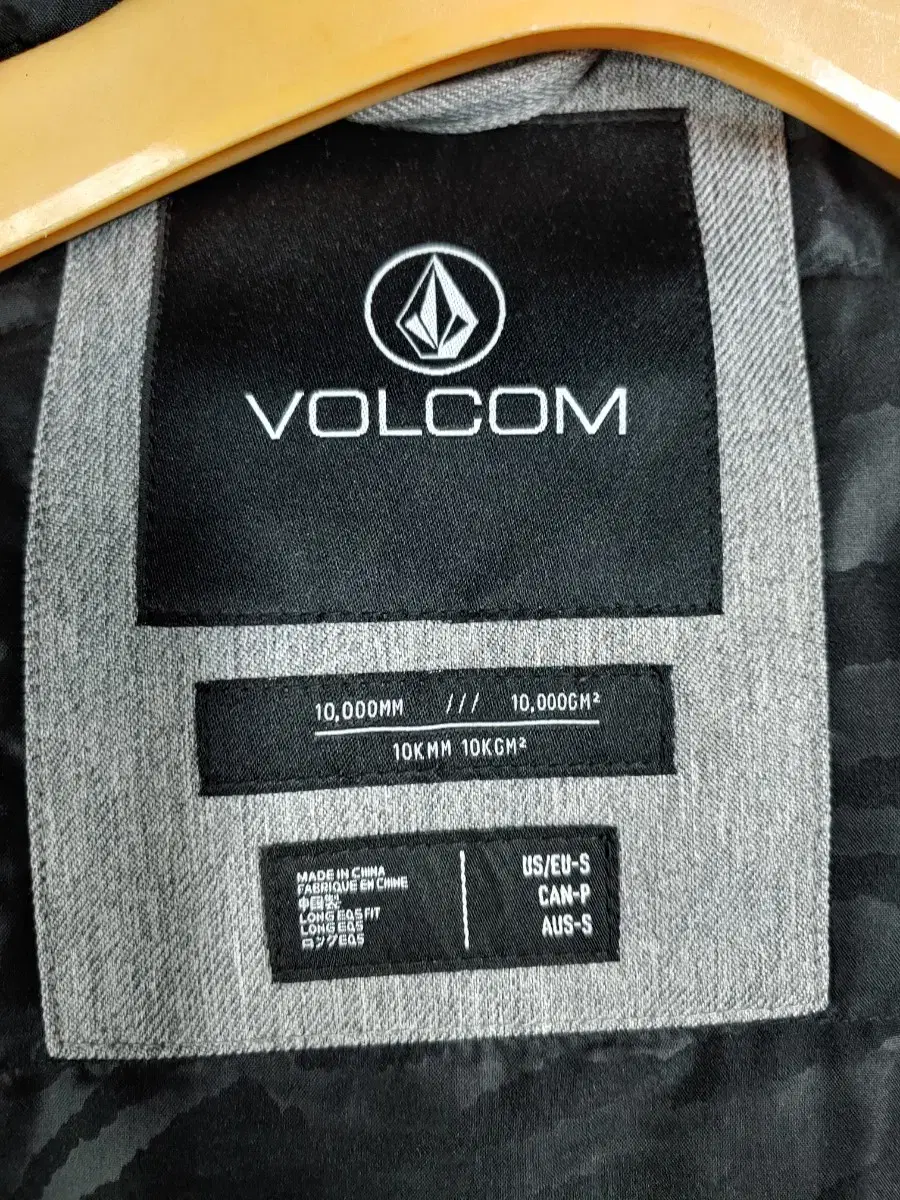 VOLCOM
10,000MM /// 10,000GM²
10KMM 10KGM²
MADE IN CHINA
FABRIQUE EN CHINE
中国製
LONG EQS FIT
LONG EQS
ロングEQS
US/EU-S
CAN-P
AUS-S